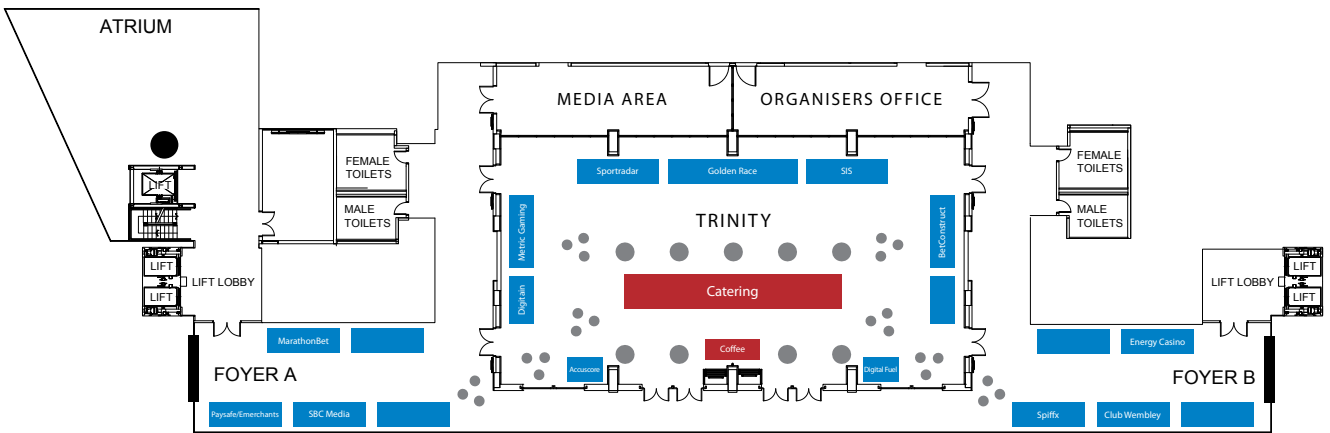 ATRIUM
MEDIA AREA
ORGANISERS OFFICE
FEMALE
TOILETS
MALE
TOILETS
LIFT
LIFT
LIFT
LIFT LOBBY
Sportradar
Golden Race
SIS
TRINITY
Metric Gaming
Digitain
BetConstruct
Catering
Coffee
Accuscore
Digital Fuel
FEMALE
TOILETS
MALE
TOILETS
LIFT LOBBY
LIFT
LIFT
MarathonBet
FOYER A
Paysafe/Emerchants
SBC Media
Energy Casino
FOYER B
Spiffx
Club Wembley